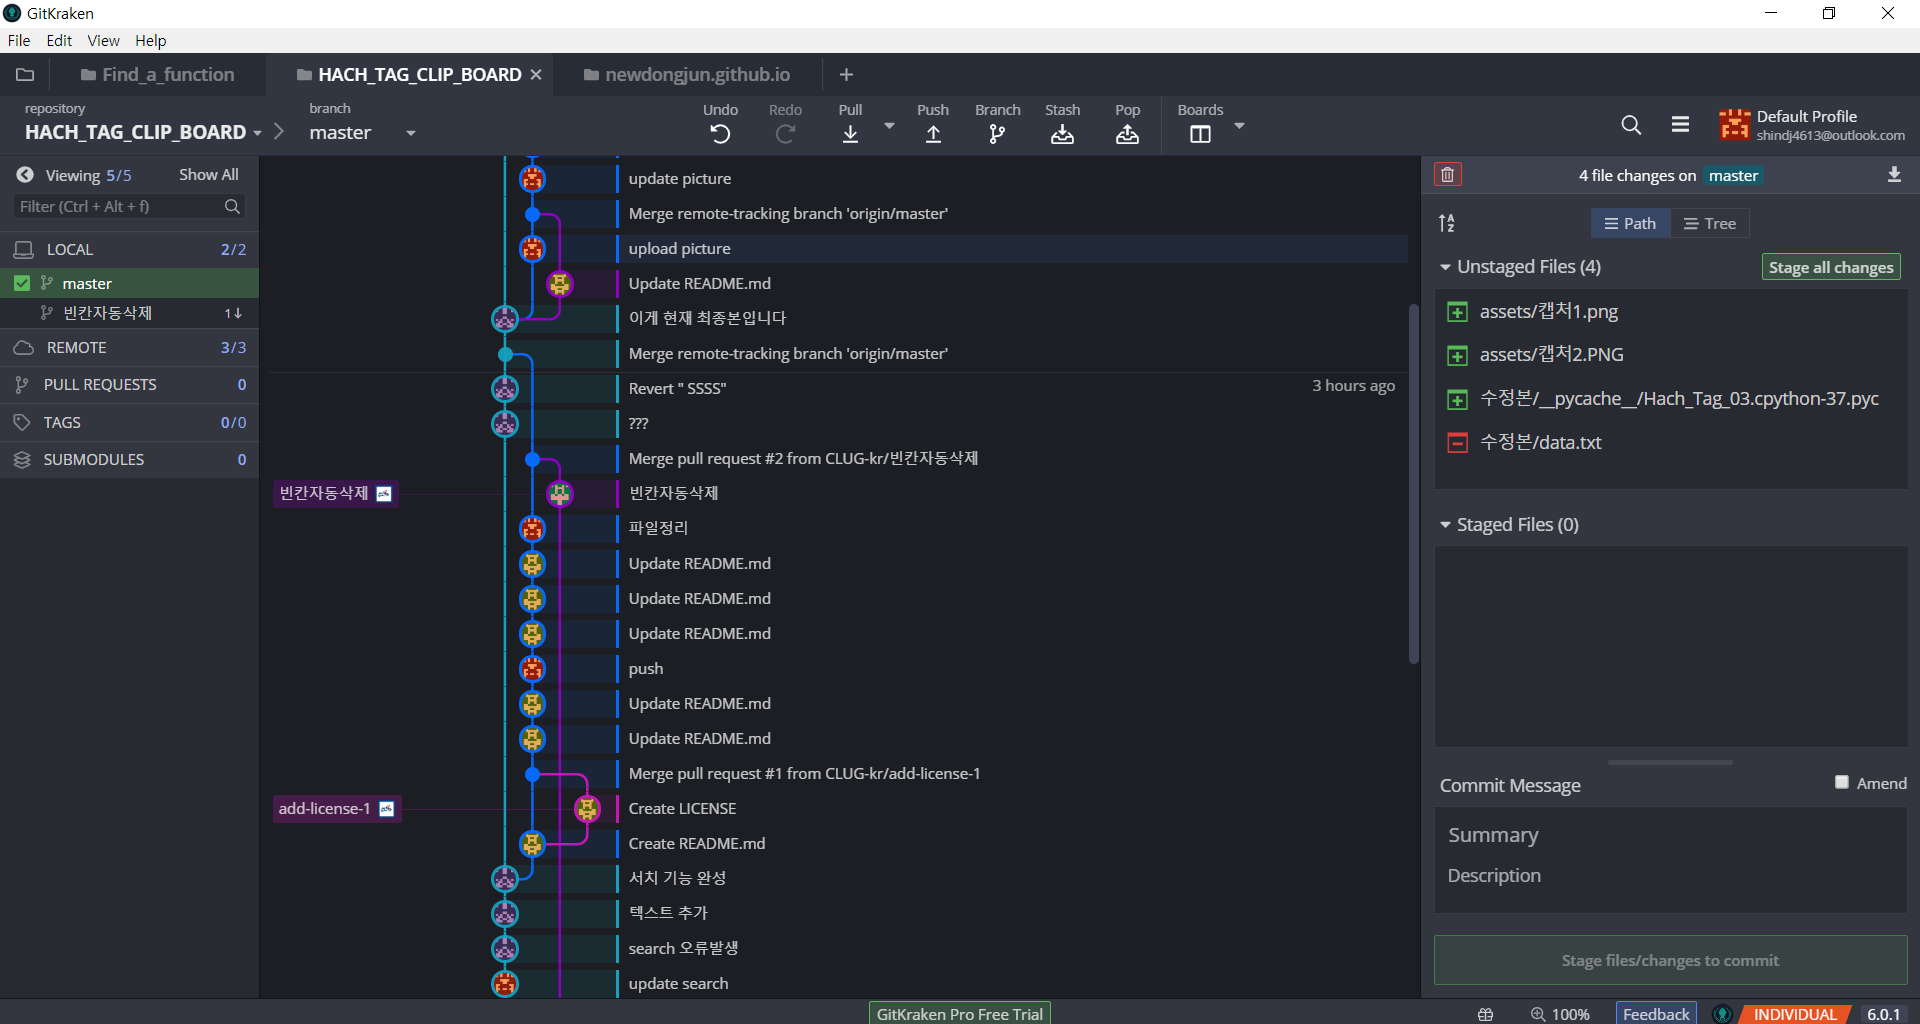 GitKraken
File Edit View Help
Find_a_function
HACH_TAG_CLIP_BOARD
newdongjun.github.io
repository
HACH_TAG_CLIP_BOARD
branch
master
Undo
Redo
Pull
Push
Branch
Stash
Pop
Boards
Default Profile
shindj4613@outlook.com
Viewing 5/5
Show All
Filter (Ctrl + Alt + f)
LOCAL 2/2
master
빈칸자동삭제 1↓
REMOTE 3/3
PULL REQUESTS 0
TAGS 0/0
SUBMODULES 0
update picture
Merge remote-tracking branch 'origin/master'
upload picture
Update README.md
이게 현재 최종본입니다
Merge remote-tracking branch 'origin/master'
Revert " SSSS" 3 hours ago
???
Merge pull request #2 from CLUG-kr/빈칸자동삭제
빈칸자동삭제 빈칸자동삭제
파일정리
Update README.md
Update README.md
Update README.md
push
Update README.md
Update README.md
Merge pull request #1 from CLUG-kr/add-license-1
add-license-1 Create LICENSE
Create README.md
서치 기능 완성
텍스트 추가
search 오류발생
update search
4 file changes on master
Path
Tree
Unstaged Files (4)
Stage all changes
assets/캡처1.png
assets/캡처2.PNG
수정본/__pycache__/Hach_Tag_03.cpython-37.pyc
수정본/data.txt
Staged Files (0)
Commit Message
Amend
Summary
Description
Stage files/changes to commit
GitKraken Pro Free Trial
100%
Feedback
INDIVIDUAL
6.0.1